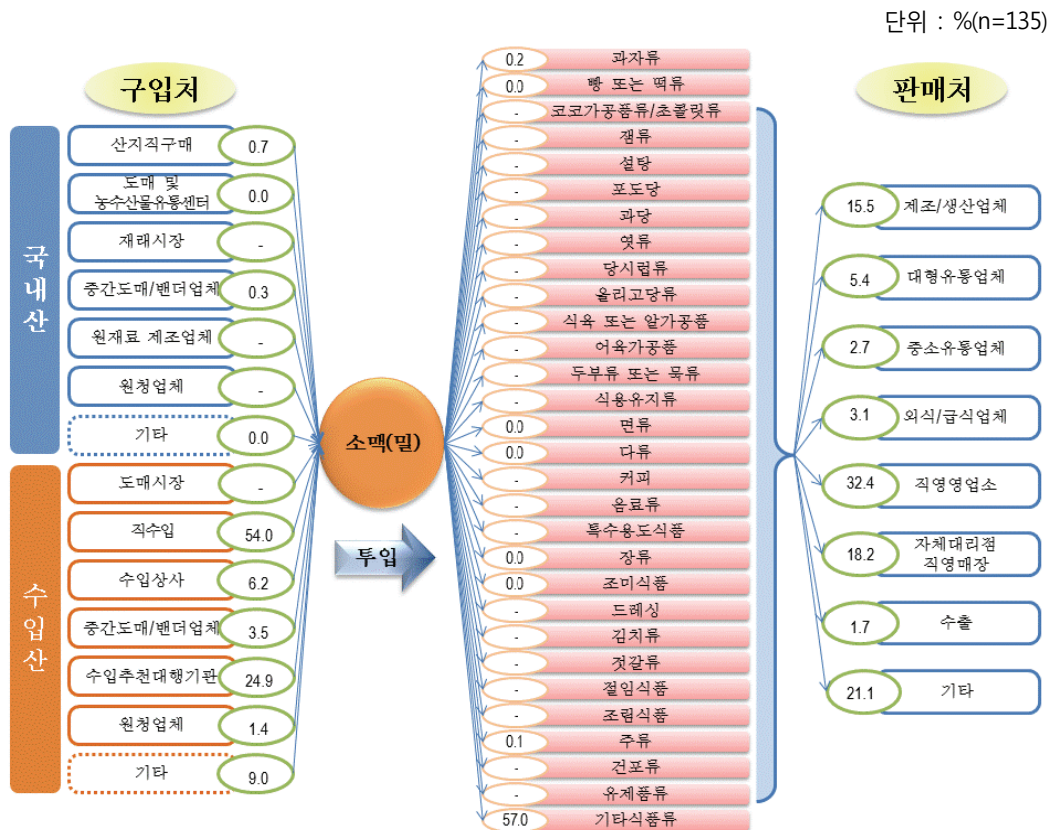 단위 : %(n=135)
구입처
국내산
산지직구매 0.7
도매 및
농수산물유통센터 0.0
재래시장 -
중간도매/밴더업체 0.3
원재료 제조업체 -
원청업체 -
기타 0.0
수입산
도매시장 -
직수입 54.0
수입상사 6.2
중간도매/밴더업체 3.5
수입추천대행기관 24.9
원청업체 1.4
기타 9.0
소맥(밀)
투입
0.2 과자류
0.0 빵 또는 떡류
- 코코가공품류/초콜릿류
- 잼류
- 설탕
- 포도당
- 과당
- 엿류
- 당시럽류
- 올리고당류
- 식육 또는 알가공품
- 어육가공품
- 두부류 또는 묵류
- 식용유지류
0.0 면류
0.0 다류
- 커피
- 음료류
- 특수용도식품
0.0 장류
0.0 조미식품
- 드레싱
- 김치류
- 젓갈류
- 절임식품
- 조림식품
0.1 주류
- 건포류
- 유제품류
57.0 기타식품류
판매처
15.5 제조/생산업체
5.4 대형유통업체
2.7 중소유통업체
3.1 외식/급식업체
32.4 직영영업소
18.2 자체대리점
직영매장
1.7 수출
21.1 기타